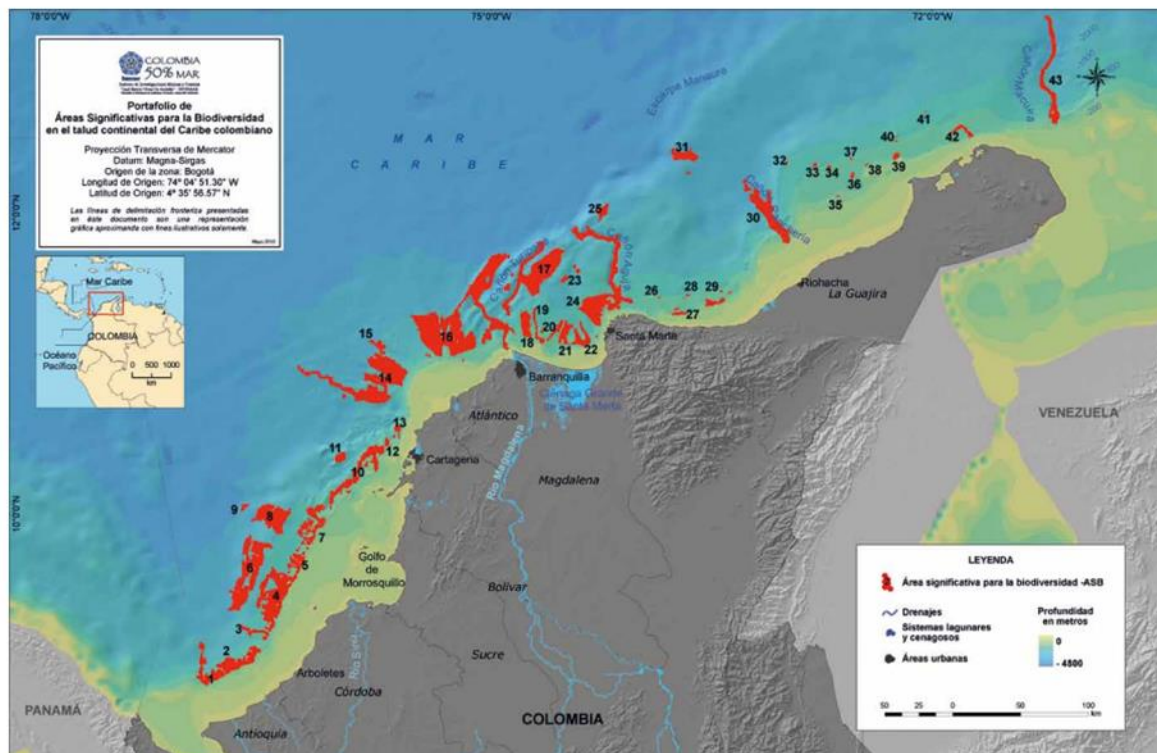 78°0'0"W
75°0'0"W
72°0'0"W
12°0'0"N
10°0'0"N
COLOMBIA
50% MAR
Portafolio de
Áreas Significativas para la Biodiversidad
en el talud continental del Caribe colombiano
Proyección Transversa de Mercator
Datum: Magna-Sirgas
Origen de la zona: Bogotá
Longitud de Origen: 74° 04' 51.30" W
Latitud de Origen: 4° 35' 56.57" N
Las líneas de delimitación fronteriza presentadas
en éste documento son una representación
gráfica aproximanda con fines ilustrativos solamente.
Mar Caribe
COLOMBIA
Océano
Pacífico
0 500 1000
km
MAR
CARIBE
Escarpe Manaure
43
41
40
42
37
32
33
34
38
39
36
35
31
30
25
17
23
24
26
28
29
27
19
20
18
21
22
16
15
14
13
12
11
10
9
8
7
6
5
4
3
2
1
Riohacha
La Guajira
Santa Marta
Barranquilla
Ciénaga Grande
de Santa Marta
Atlántico
Río Magdalena
Magdalena
Cartagena
Golfo
de
Morrosquillo
Bolívar
Sucre
Arboletes
Córdoba
Antioquía
PANAMÁ
COLOMBIA
VENEZUELA
LEYENDA
Área significativa para la biodiversidad -ASB
Drenajes
Sistemas lagunares
y cenagosos
Áreas urbanas
Profundidad
en metros
0
- 4800
50 25 0 50 100
km